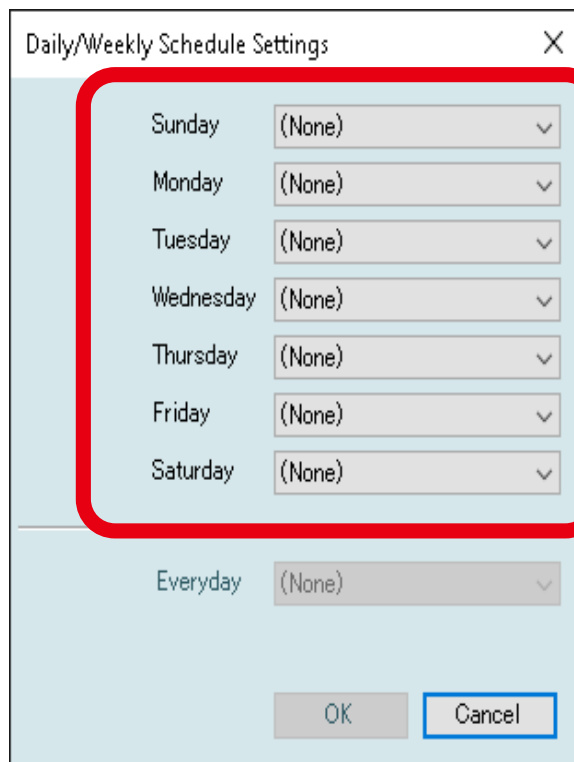 Daily/Weekly Schedule Settings
Sunday (None)
Monday (None)
Tuesday (None)
Wednesday (None)
Thursday (None)
Friday (None)
Saturday (None)
Everyday (None)
OK Cancel